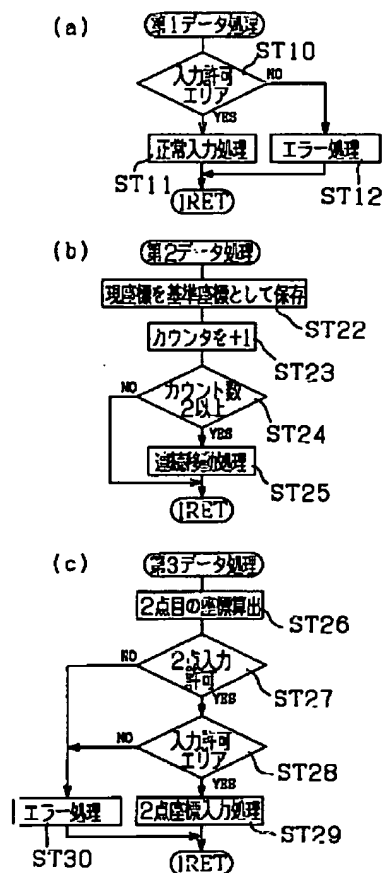 (a)
第1データ処理
ST10
入力許可
エリア
NO
YES
正常入力処理
エラー処理
ST11
ST12
RET
(b)
第2データ処理
現座標を基準座標として保存
ST22
カウンタを+1
ST23
NO
カウント数
2以上
ST24
YES
連続移動処理
ST25
RET
(c)
第3データ処理
2点目の座標算出
ST26
NO
2点入力
許可
ST27
YES
NO
入力許可
エリア
ST28
YES
エラー処理
2点座標入力処理
ST29
ST30
RET